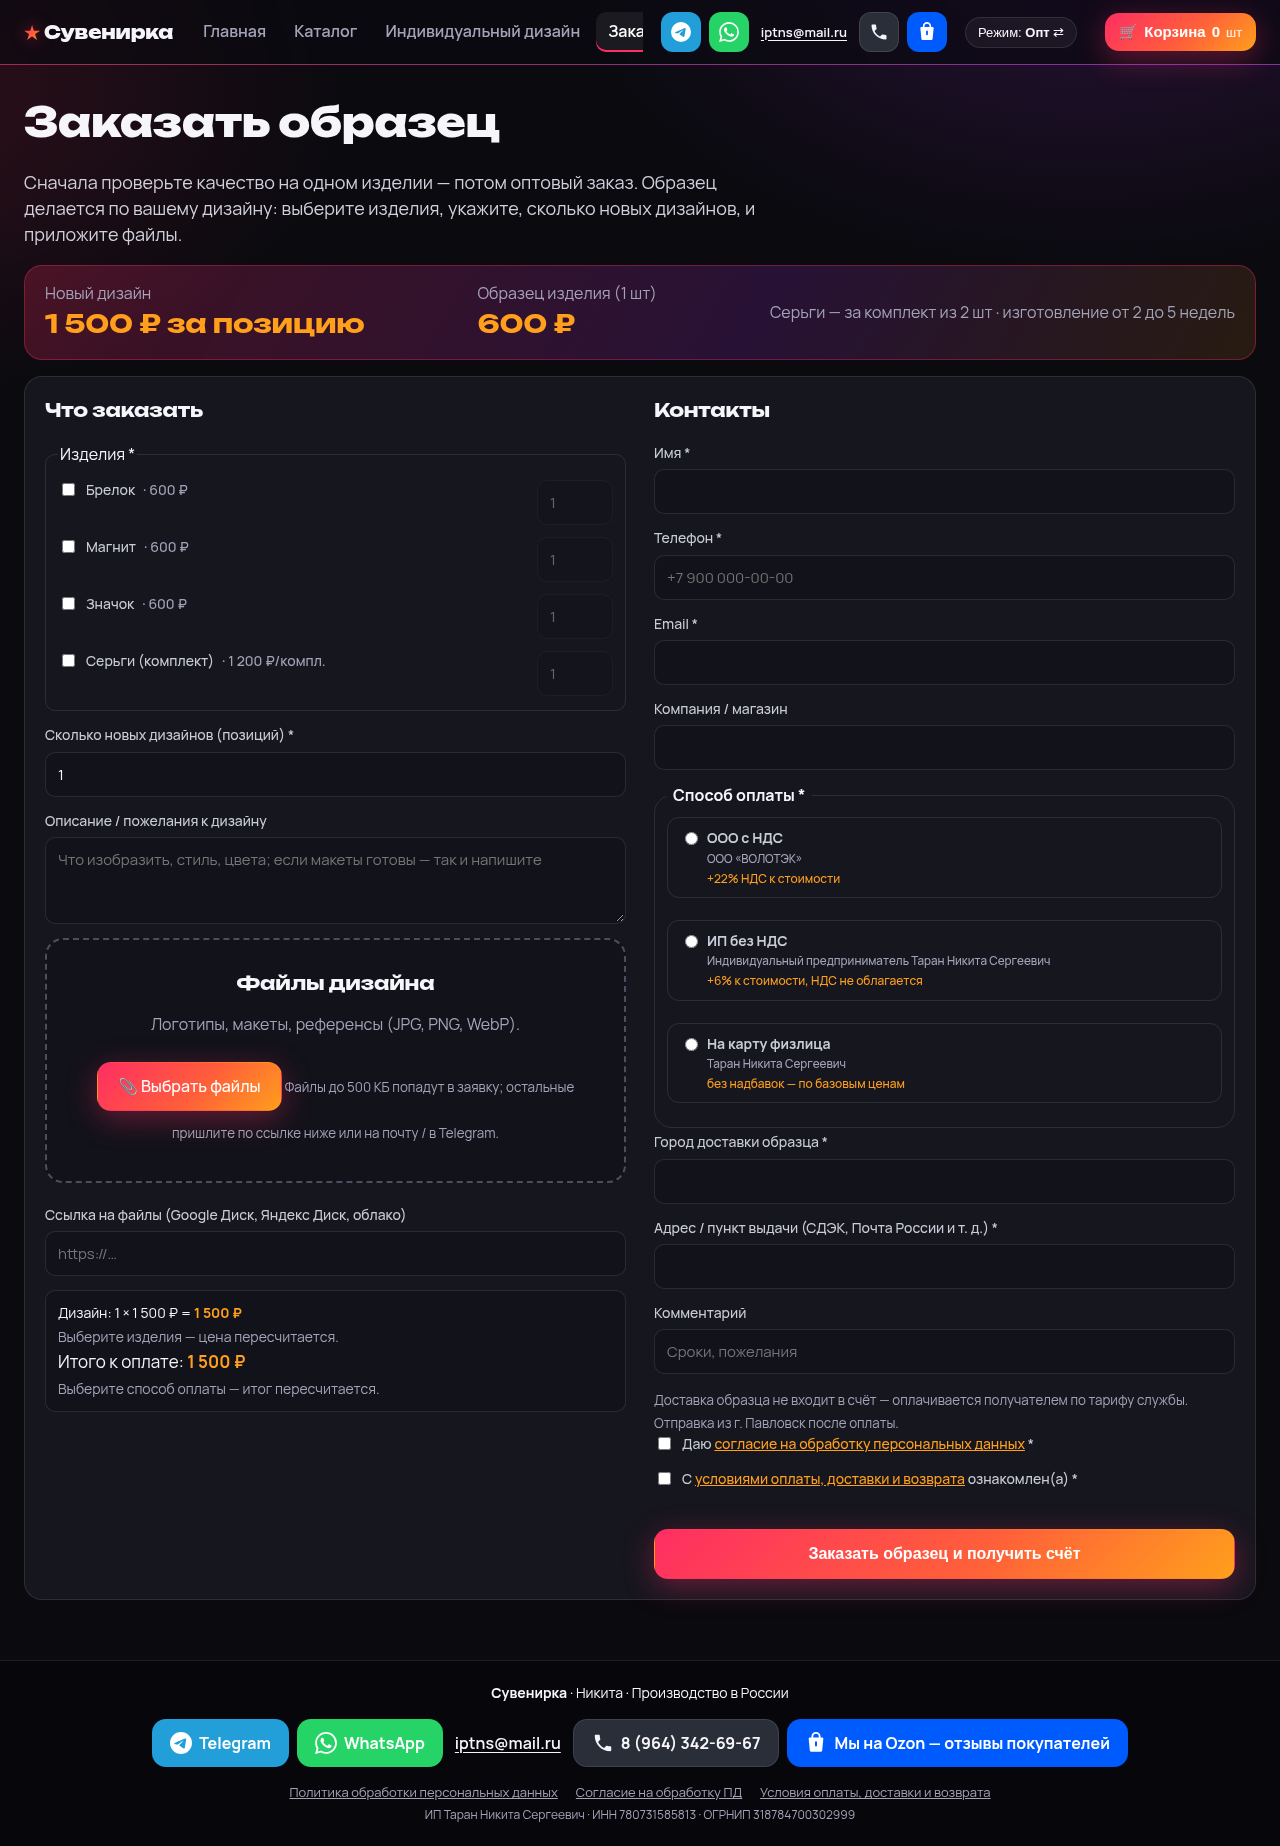 ★ Сувенирка
Главная
Каталог
Индивидуальный дизайн
Зака
iptns@mail.ru
Режим: Опт ⇄
🛒 Корзина 0 шт
Заказать образец
Сначала проверьте качество на одном изделии — потом оптовый заказ. Образец
делается по вашему дизайну: выберите изделия, укажите, сколько новых дизайнов, и
приложите файлы.
Новый дизайн
1 500 ₽ за позицию
Образец изделия (1 шт)
600 ₽
Серьги — за комплект из 2 шт · изготовление от 2 до 5 недель
Что заказать
Изделия *
Брелок · 600 ₽
1
Магнит · 600 ₽
1
Значок · 600 ₽
1
Серьги (комплект) · 1 200 ₽/компл.
1
Сколько новых дизайнов (позиций) *
1
Описание / пожелания к дизайну
Что изобразить, стиль, цвета; если макеты готовы — так и напишите
Файлы дизайна
Логотипы, макеты, референсы (JPG, PNG, WebP).
📎 Выбрать файлы
Файлы до 500 КБ попадут в заявку; остальные
пришлите по ссылке ниже или на почту / в Telegram.
Ссылка на файлы (Google Диск, Яндекс Диск, облако)
https://...
Дизайн: 1 × 1 500 ₽ = 1 500 ₽
Выберите изделия — цена пересчитается.
Итого к оплате: 1 500 ₽
Выберите способ оплаты — итог пересчитается.
Контакты
Имя *
Телефон *
+7 900 000-00-00
Email *
Компания / магазин
Способ оплаты *
ООО с НДС
ООО «ВОЛОТЭК»
+22% НДС к стоимости
ИП без НДС
Индивидуальный предприниматель Таран Никита Сергеевич
+6% к стоимости, НДС не облагается
На карту физлица
Таран Никита Сергеевич
без надбавок — по базовым ценам
Город доставки образца *
Адрес / пункт выдачи (СДЭК, Почта России и т. д.) *
Комментарий
Сроки, пожелания
Доставка образца не входит в счёт — оплачивается получателем по тарифу службы.
Отправка из г. Павловск после оплаты.
Даю согласие на обработку персональных данных *
С условиями оплаты, доставки и возврата ознакомлен(а) *
Заказать образец и получить счёт
Сувенирка · Никита · Производство в России
Telegram
WhatsApp
iptns@mail.ru
8 (964) 342-69-67
Мы на Ozon — отзывы покупателей
Политика обработки персональных данных
Согласие на обработку ПД
Условия оплаты, доставки и возврата
ИП Таран Никита Сергеевич · ИНН 780731585813 · ОГРНИП 318784700302999